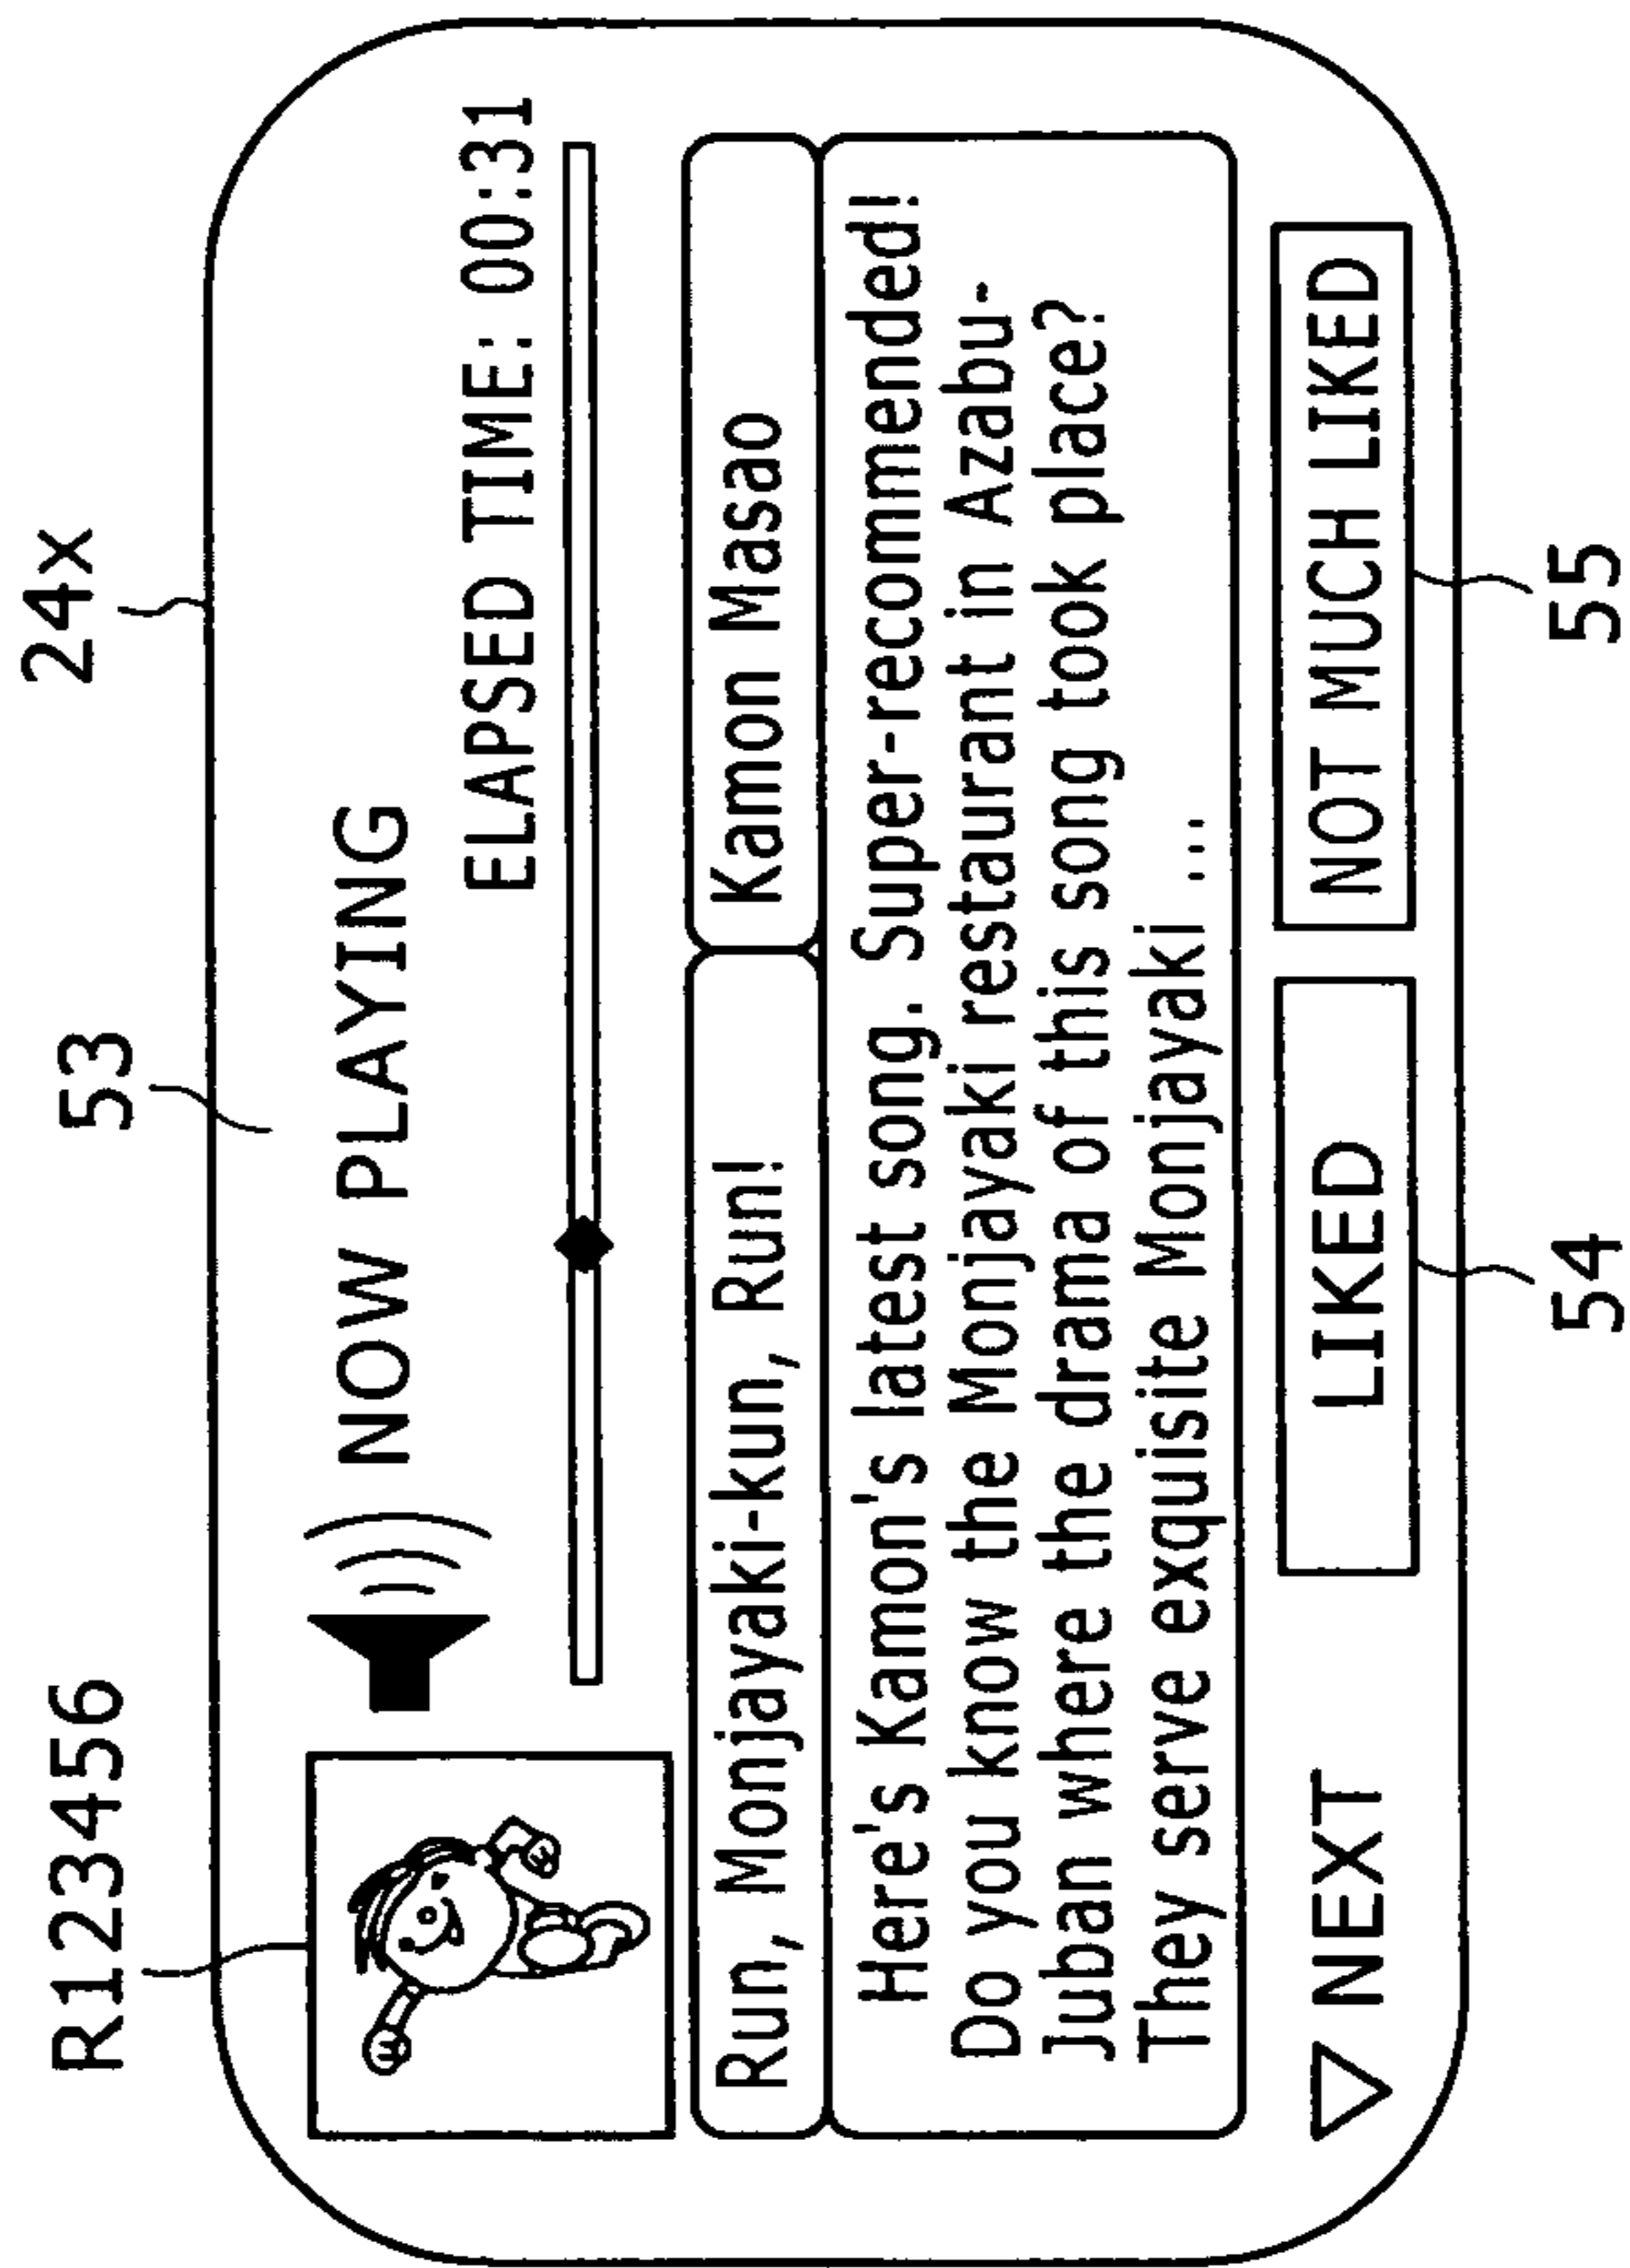 R123456
53
24x
NOW PLAYING
ELAPSED TIME: 00:31
Run, Monjayaki-kun, Run!
Kamon Masao
Here's Kamon's latest song. Super-recommended!
Do you know the Monjayaki restaurant in Azabu-
Juban where the drama of this song took place?
They serve exquisite Monjayaki ...
NEXT
LIKED
NOT MUCH LIKED
54
55